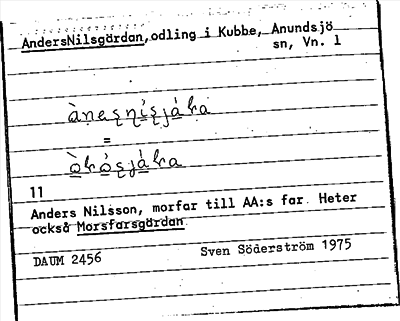 AndersNilsgårdan, odling i Kubbe, Anundsjö
sn, Vn. 1
=
11
Anders Nilsson, morfar till AA:s far. Heter
också Morsfarsgårdan.
DAUM 2456 Sven Söderström 1975